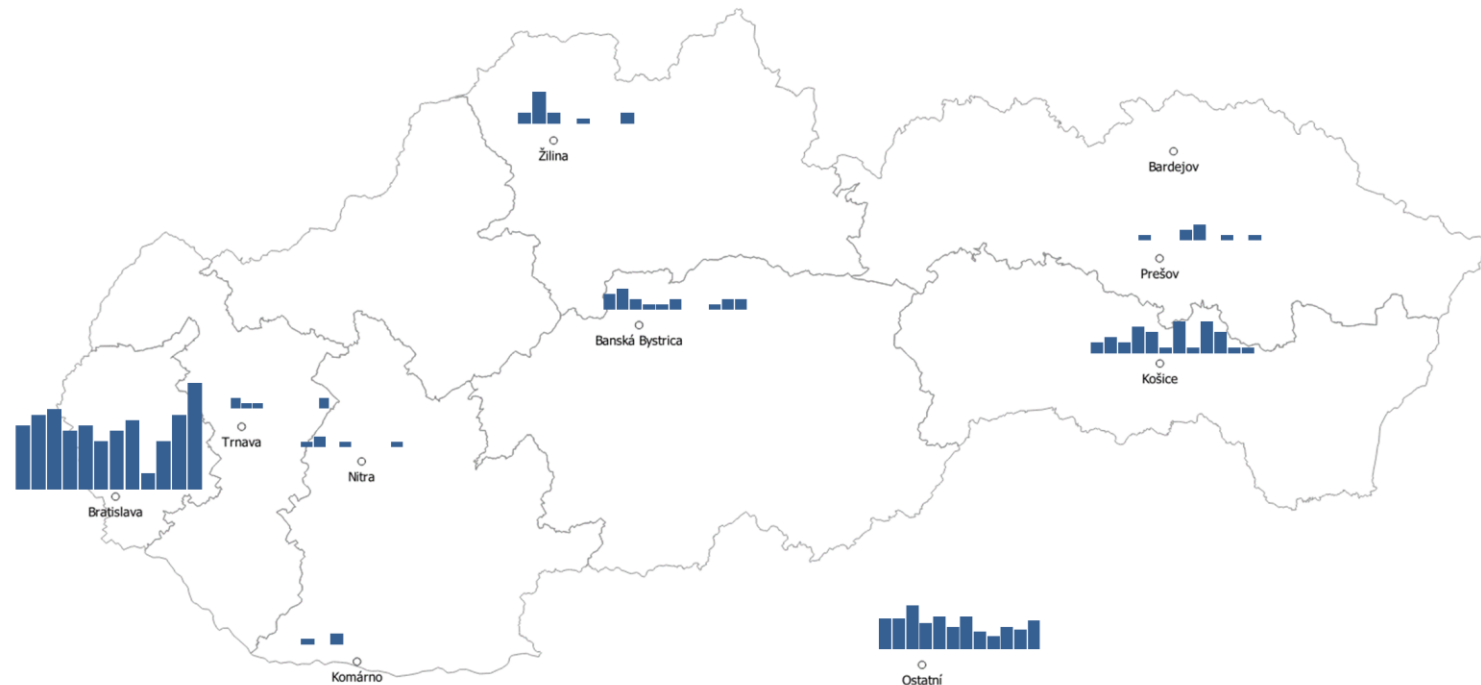 Žilina
Bardejov
Prešov
Banská Bystrica
Košice
Trnava
Nitra
Bratislava
Komárno
Ostatní